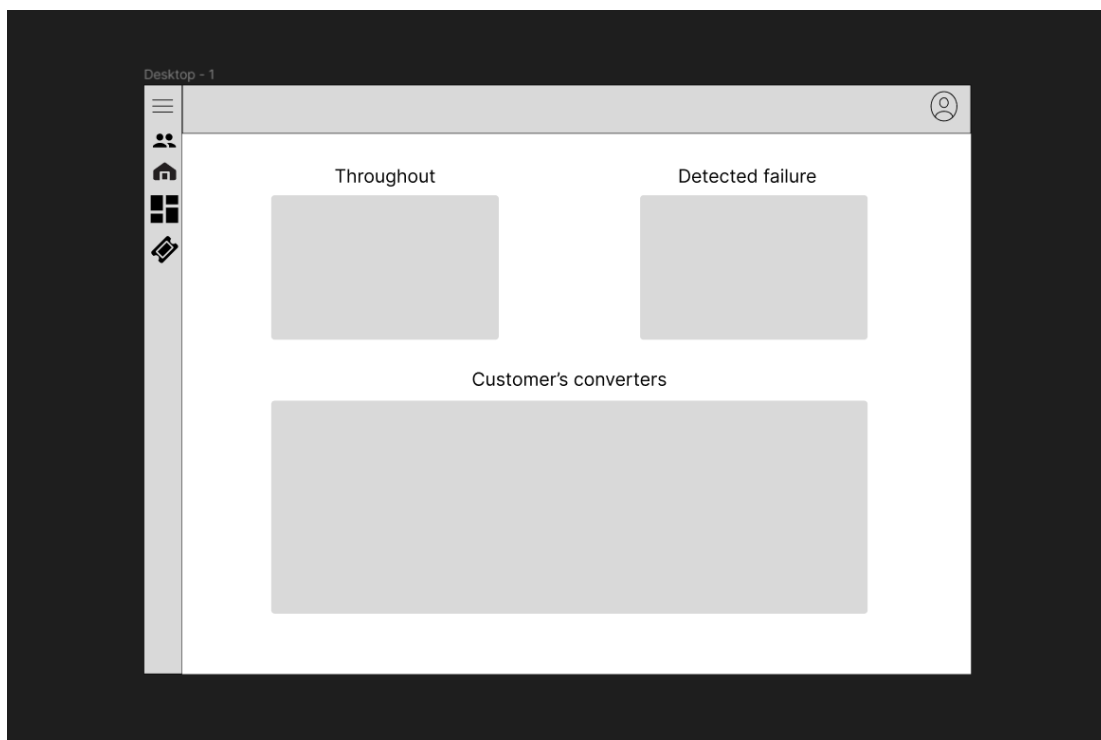 Desktop - 1
Throughout
Detected failure
Customer’s converters